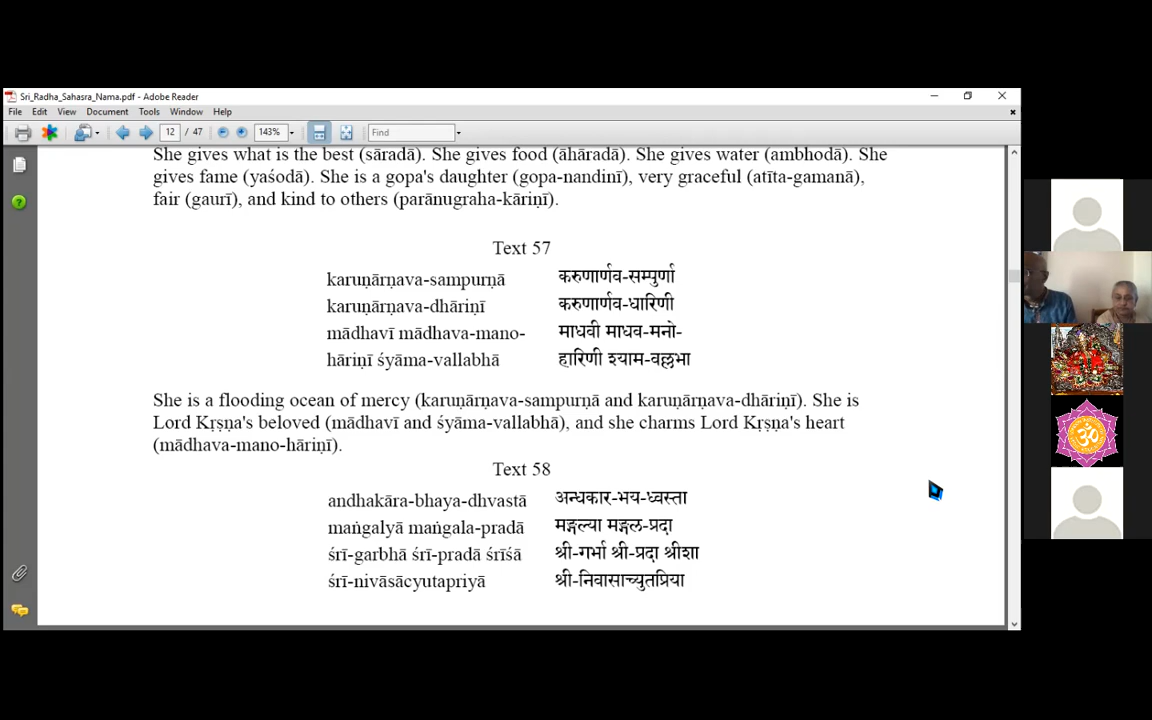 Sri_Radha_Sahasra_Nama.pdf - Adobe Reader
File Edit View Document Tools Window Help
12 / 47 143% Find
She gives what is the best (sāradā). She gives food (āhāradā). She gives water (ambhodā). She
gives fame (yaśodā). She is a gopa's daughter (gopa-nandinī), very graceful (atīta-gamanā),
fair (gaurī), and kind to others (parānugraha-kāriṇī).
Text 57
karuṇārṇava-sampurṇā करुणार्णव-सम्पुर्णा
karuṇārṇava-dhāriṇī करुणार्णव-धारिणी
mādhavī mādhava-mano- माधवी माधव-मनो-
hāriṇī śyāma-vallabhā हारिणी श्याम-वल्लभा
She is a flooding ocean of mercy (karuṇārṇava-sampurṇā and karuṇārṇava-dhāriṇī). She is
Lord Kṛṣṇa's beloved (mādhavī and śyāma-vallabhā), and she charms Lord Kṛṣṇa's heart
(mādhava-mano-hāriṇī).
Text 58
andhakāra-bhaya-dhvastā अन्धकार-भय-ध्वस्ता
maṅgalyā maṅgala-pradā मङ्गल्या मङ्गल-प्रदा
śrī-garbhā śrī-pradā śrīśā श्री-गर्भा श्री-प्रदा श्रीशा
śrī-nivāsācyutapriyā श्री-निवासाच्युतप्रिया
ॐ